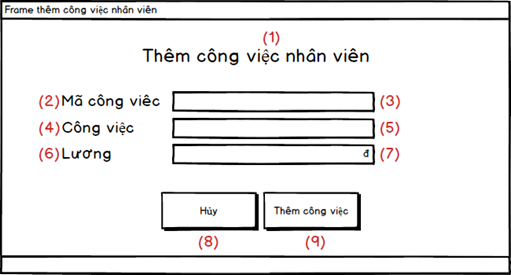 Frame thêm công việc nhân viên
(1)
Thêm công việc nhân viên
(2) Mã công viêc (3)
(4) Công việc (5)
(6) Lương đ (7)
Hủy Thêm công việc
(8) (9)